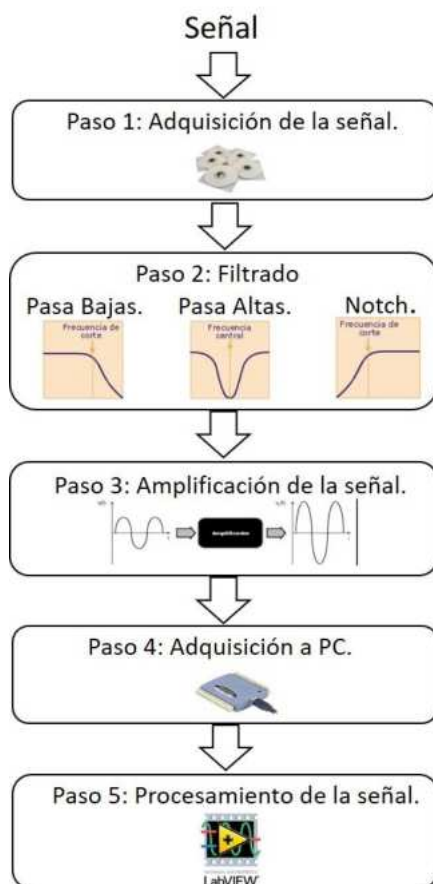 Señal
Paso 1: Adquisición de la señal.
Paso 2: Filtrado
Pasa Bajas. Pasa Altas. Notch.
Frecuencia de corte
Frecuencia central
Frecuencia de corte
Paso 3: Amplificación de la señal.
Amplificador
Paso 4: Adquisición a PC.
Paso 5: Procesamiento de la señal.
LabVIEW